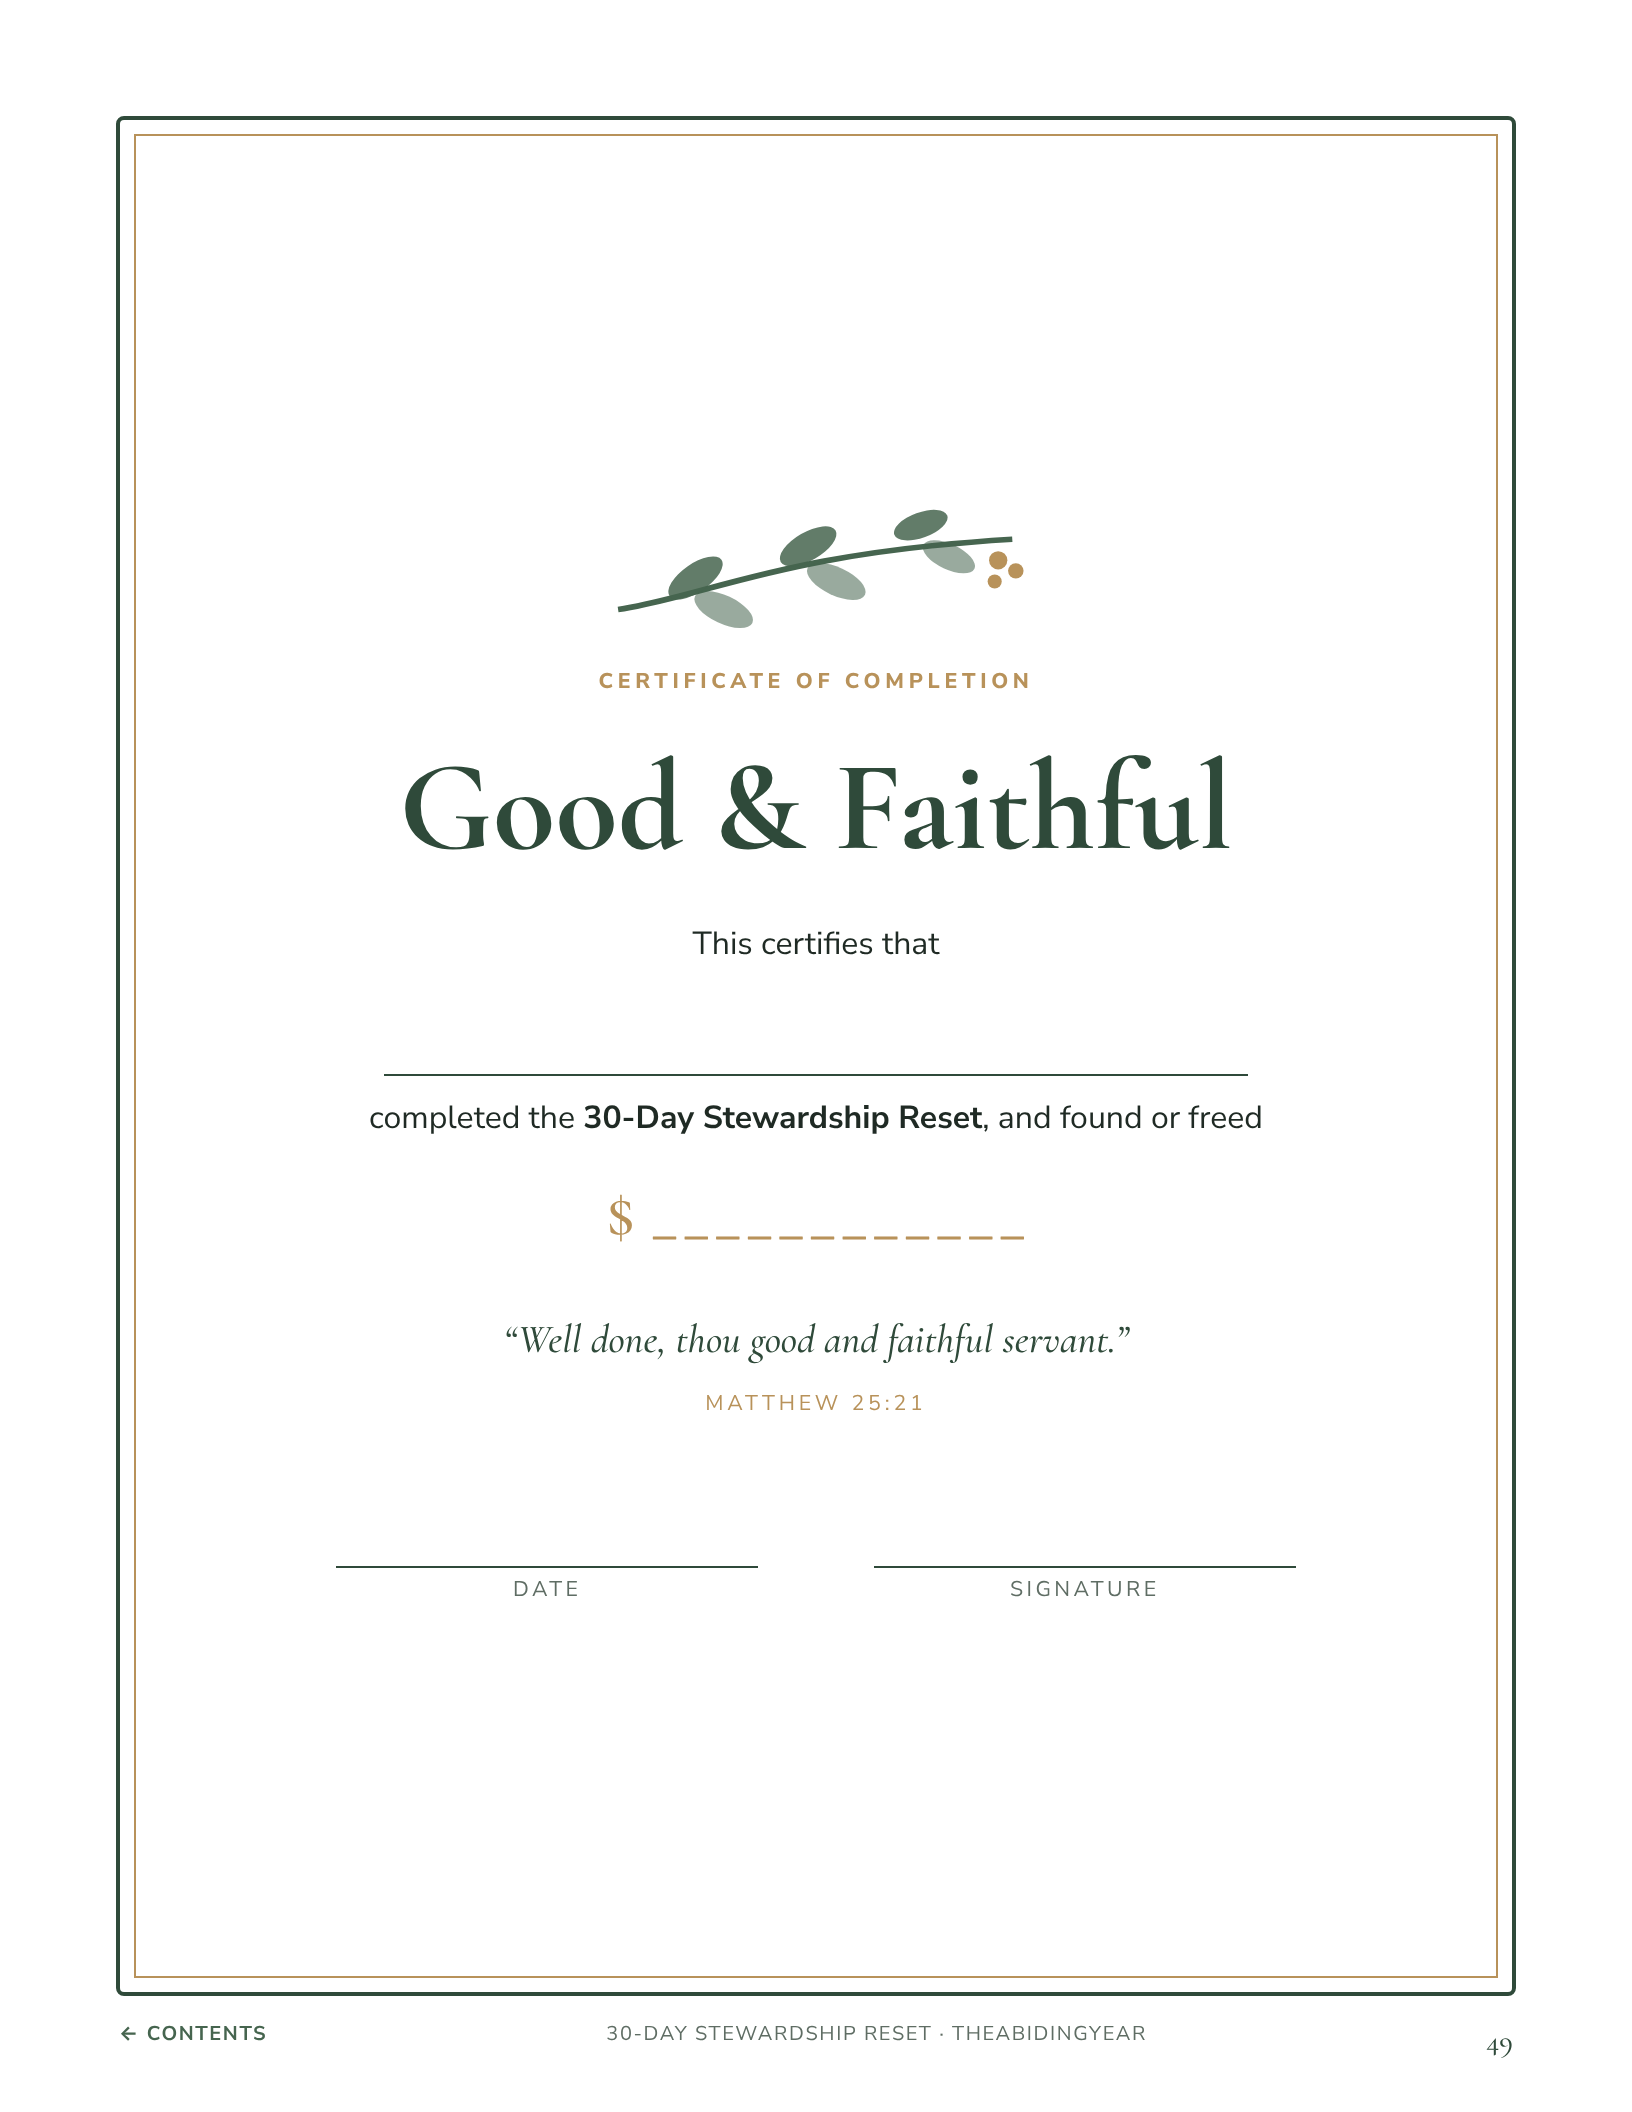 CERTIFICATE OF COMPLETION
Good & Faithful
This certifies that
completed the 30-Day Stewardship Reset, and found or freed
$ _ _ _ _ _ _ _ _ _ _ _ _
“Well done, thou good and faithful servant.”
MATTHEW 25:21
DATE
SIGNATURE
← CONTENTS
30-DAY STEWARDSHIP RESET · THEABIDINGYEAR
49